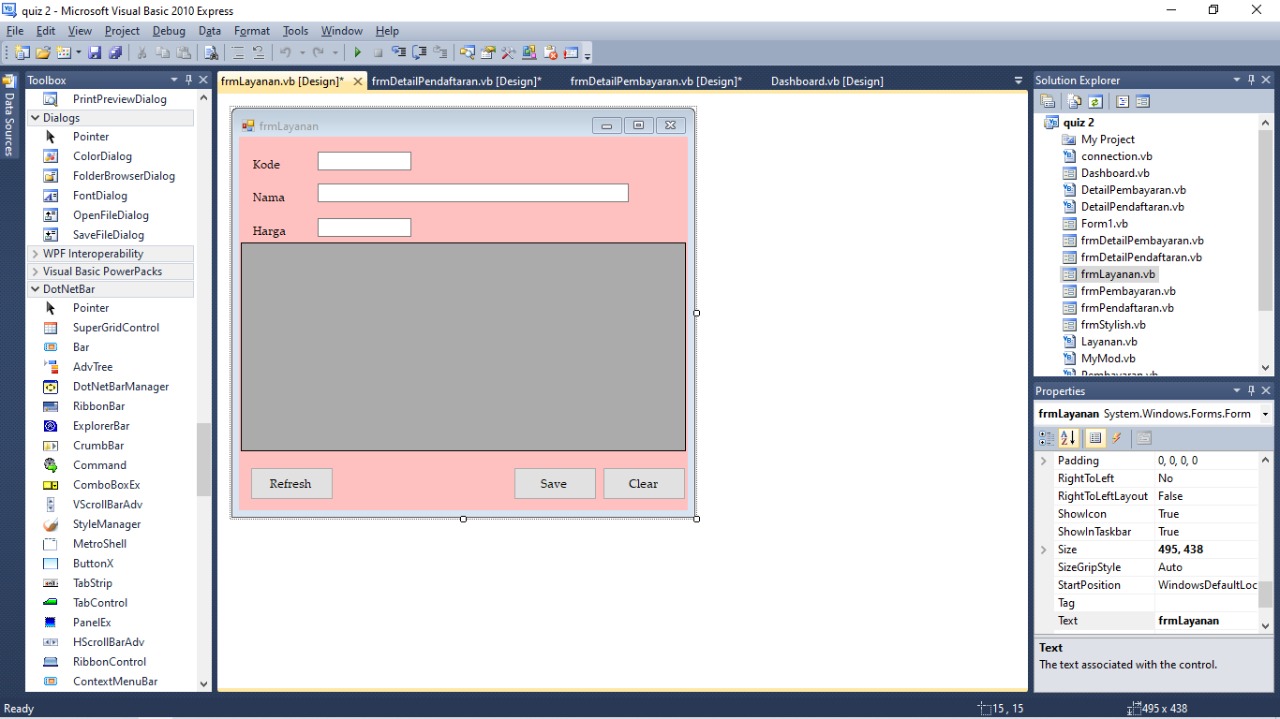 quiz 2 - Microsoft Visual Basic 2010 Express
File Edit View Project Debug Data Format Tools Window Help
Data Sources
Toolbox
PrintPreviewDialog
Dialogs
Pointer
ColorDialog
FolderBrowserDialog
FontDialog
OpenFileDialog
SaveFileDialog
WPF Interoperability
Visual Basic PowerPacks
DotNetBar
Pointer
SuperGridControl
Bar
AdvTree
DotNetBarManager
RibbonBar
ExplorerBar
CrumbBar
Command
ComboBoxEx
VScrollBarAdv
StyleManager
MetroShell
ButtonX
TabStrip
TabControl
PanelEx
HScrollBarAdv
RibbonControl
ContextMenuBar
frmLayanan.vb [Design]* frmDetailPendaftaran.vb [Design]* frmDetailPembayaran.vb [Design]* Dashboard.vb [Design]
frmLayanan
Kode
Nama
Harga
Refresh Save Clear
Solution Explorer
quiz 2
My Project
connection.vb
Dashboard.vb
DetailPembayaran.vb
DetailPendaftaran.vb
Form1.vb
frmDetailPembayaran.vb
frmDetailPendaftaran.vb
frmLayanan.vb
frmPembayaran.vb
frmPendaftaran.vb
frmStylish.vb
Layanan.vb
MyMod.vb
Pembayaran.vb
Properties
frmLayanan System.Windows.Forms.Form
Padding 0, 0, 0, 0
RightToLeft No
RightToLeftLayout False
ShowIcon True
ShowInTaskbar True
Size 495, 438
SizeGripStyle Auto
StartPosition WindowsDefaultLoc
Tag
Text frmLayanan
Text
The text associated with the control.
Ready 15 , 15 495 x 438